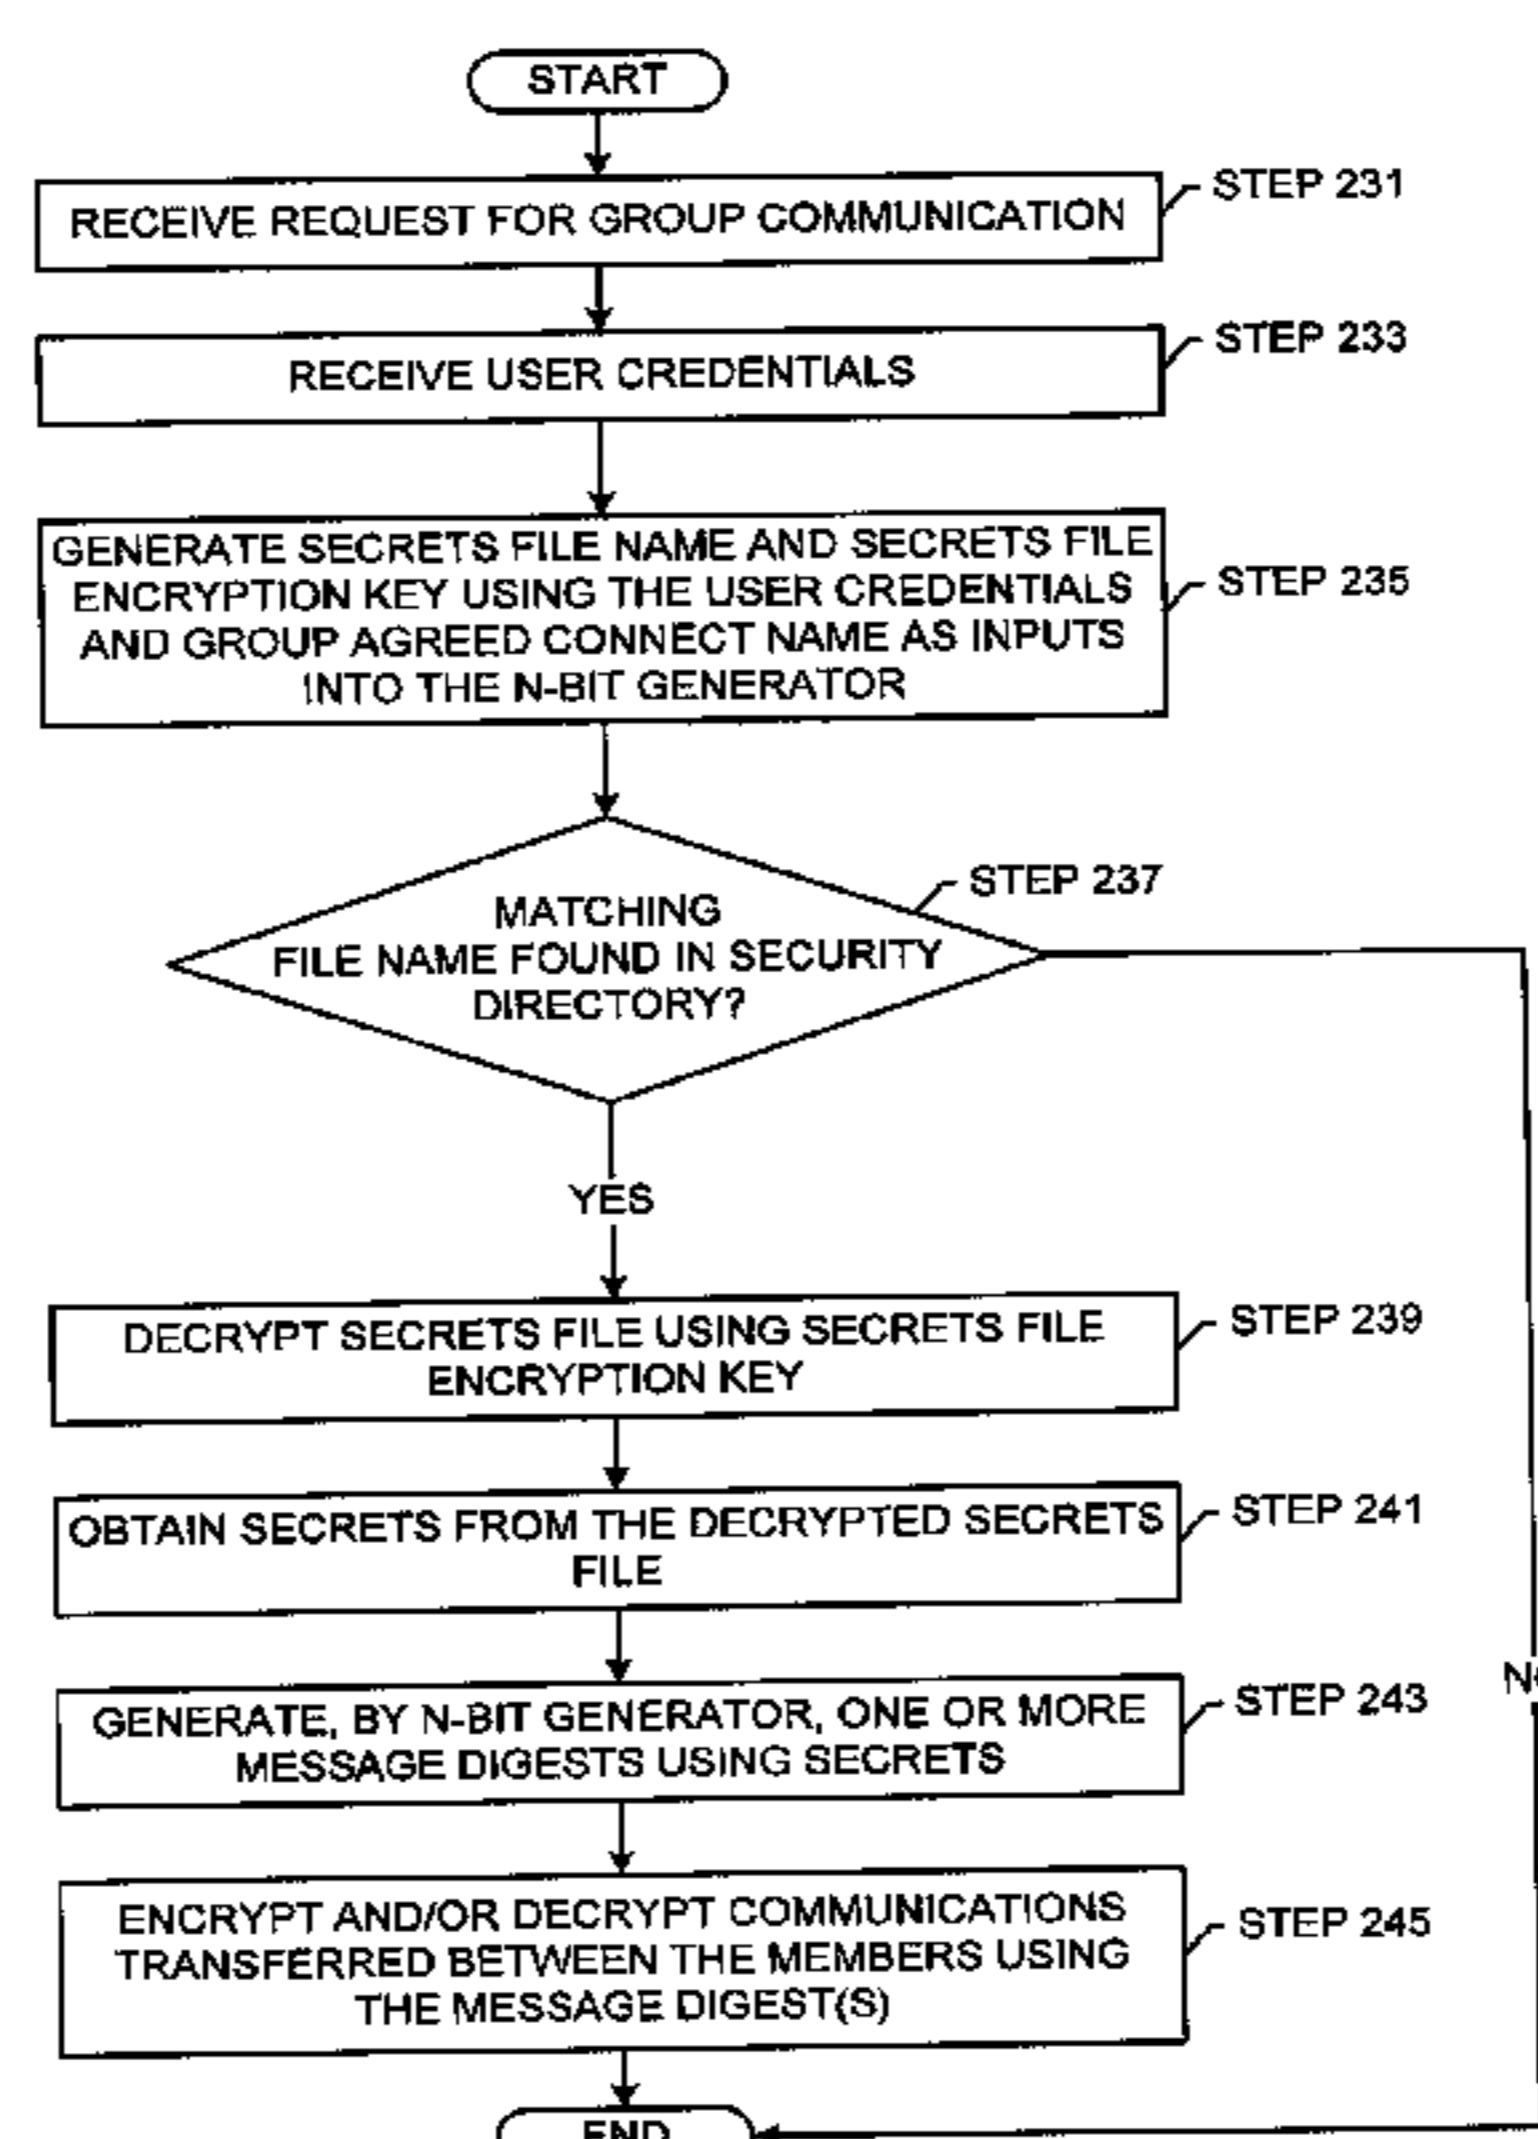 START
RECEIVE REQUEST FOR GROUP COMMUNICATION
STEP 231
RECEIVE USER CREDENTIALS
STEP 233
GENERATE SECRETS FILE NAME AND SECRETS FILE
ENCRYPTION KEY USING THE USER CREDENTIALS
AND GROUP AGREED CONNECT NAME AS INPUTS
INTO THE N-BIT GENERATOR
STEP 235
MATCHING
FILE NAME FOUND IN SECURITY
DIRECTORY?
STEP 237
YES
DECRYPT SECRETS FILE USING SECRETS FILE
ENCRYPTION KEY
STEP 239
OBTAIN SECRETS FROM THE DECRYPTED SECRETS
FILE
STEP 241
GENERATE, BY N-BIT GENERATOR, ONE OR MORE
MESSAGE DIGESTS USING SECRETS
STEP 243
ENCRYPT AND/OR DECRYPT COMMUNICATIONS
TRANSFERRED BETWEEN THE MEMBERS USING
THE MESSAGE DIGEST(S)
STEP 245
END